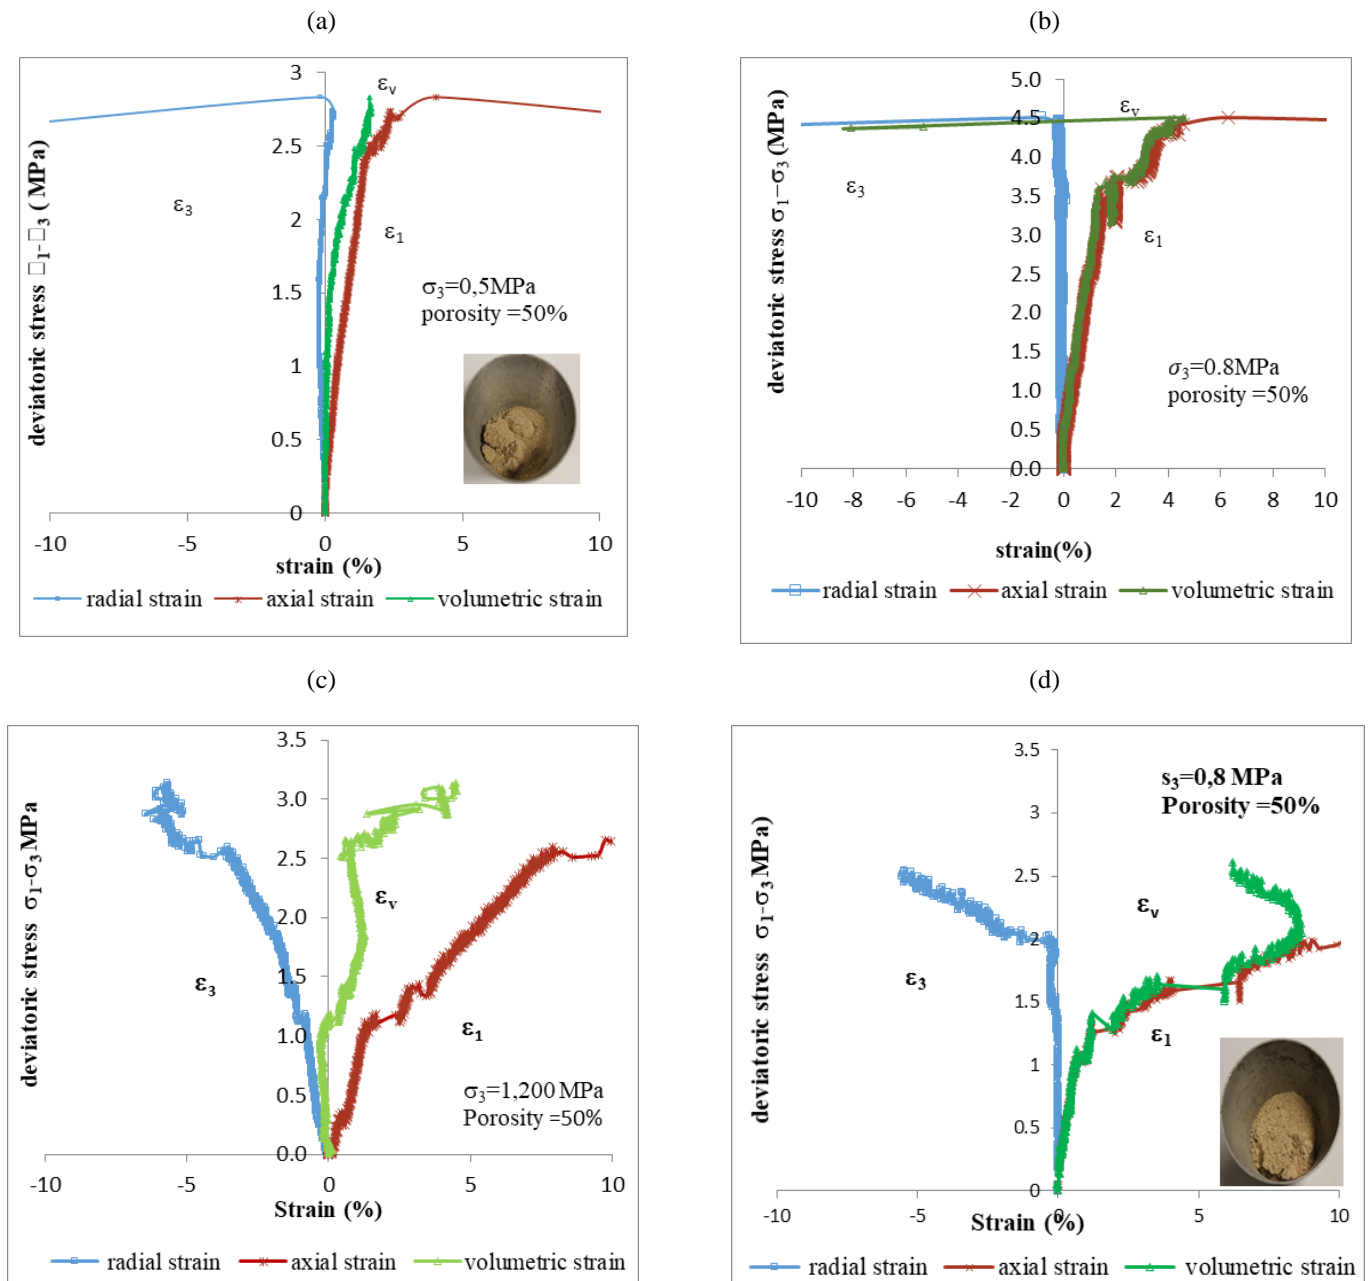 (a)
(b)
deviatoric stress □1-□3 ( MPa)
3
2.5
2
1.5
1
0.5
0
εv
ε3
ε1
σ3=0,5MPa
porosity =50%
-10 -5 0 5 10
strain (%)
radial strain axial strain volumetric strain
deviatoric stress σ1−σ3 (MPa)
5.0
4.5
4.0
3.5
3.0
2.5
2.0
1.5
1.0
0.5
0.0
εv
ε3
ε1
σ3=0.8MPa
porosity =50%
-10 -8 -6 -4 -2 0 2 4 6 8 10
strain(%)
radial strain axial strain volumetric strain
(c)
(d)
deviatoric stress σ1-σ3 MPa
3.5
3.0
2.5
2.0
1.5
1.0
0.5
0.0
εv
ε3
ε1
σ3=1,200 MPa
Porosity =50%
-10 -5 0 5 10
Strain (%)
radial strain axial strain volumetric strain
deviatoric stress σ1-σ3 MPa)
3.5
3
2.5
2
1.5
1
0.5
0
s3=0,8 MPa
Porosity =50%
εv
ε3
ε1
-10 -5 0 5 10
Strain (%)
radial strain axial strain volumetric strain